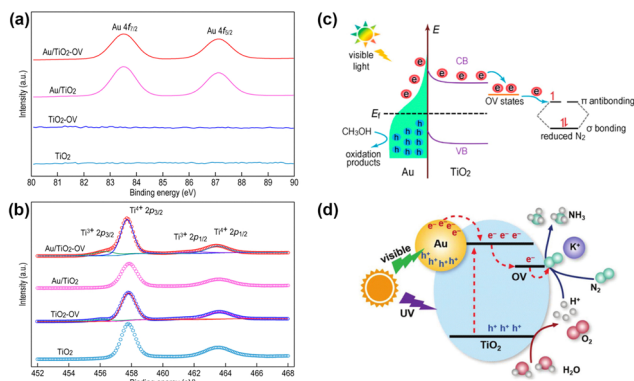 (a)
Au 4f7/2
Au 4f5/2
Au/TiO2-OV
Au/TiO2
TiO2-OV
TiO2
Intensity (a.u.)
80 81 82 83 84 85 86 87 88 89 90
Binding energy (eV)
(b)
Ti4+ 2p3/2
Ti3+ 2p3/2
Ti3+ 2p1/2
Ti4+ 2p1/2
Au/TiO2-OV
Au/TiO2
TiO2-OV
TiO2
Intensity (a.u.)
452 454 456 458 460 462 464 466 468
Binding energy (eV)
(c)
visible
light
E
CB
e e e e e e e e e
OV states
π antibonding
Ef
h h h h h h h h
CH3OH
oxidation
products
σ bonding
reduced N2
VB
Au
TiO2
(d)
e- e- e- e-
Au
h+ h+ h+ h+
visible
UV
e-
OV
NH3
K+
N2
H+
O2
h+ h+ h+
TiO2
H2O